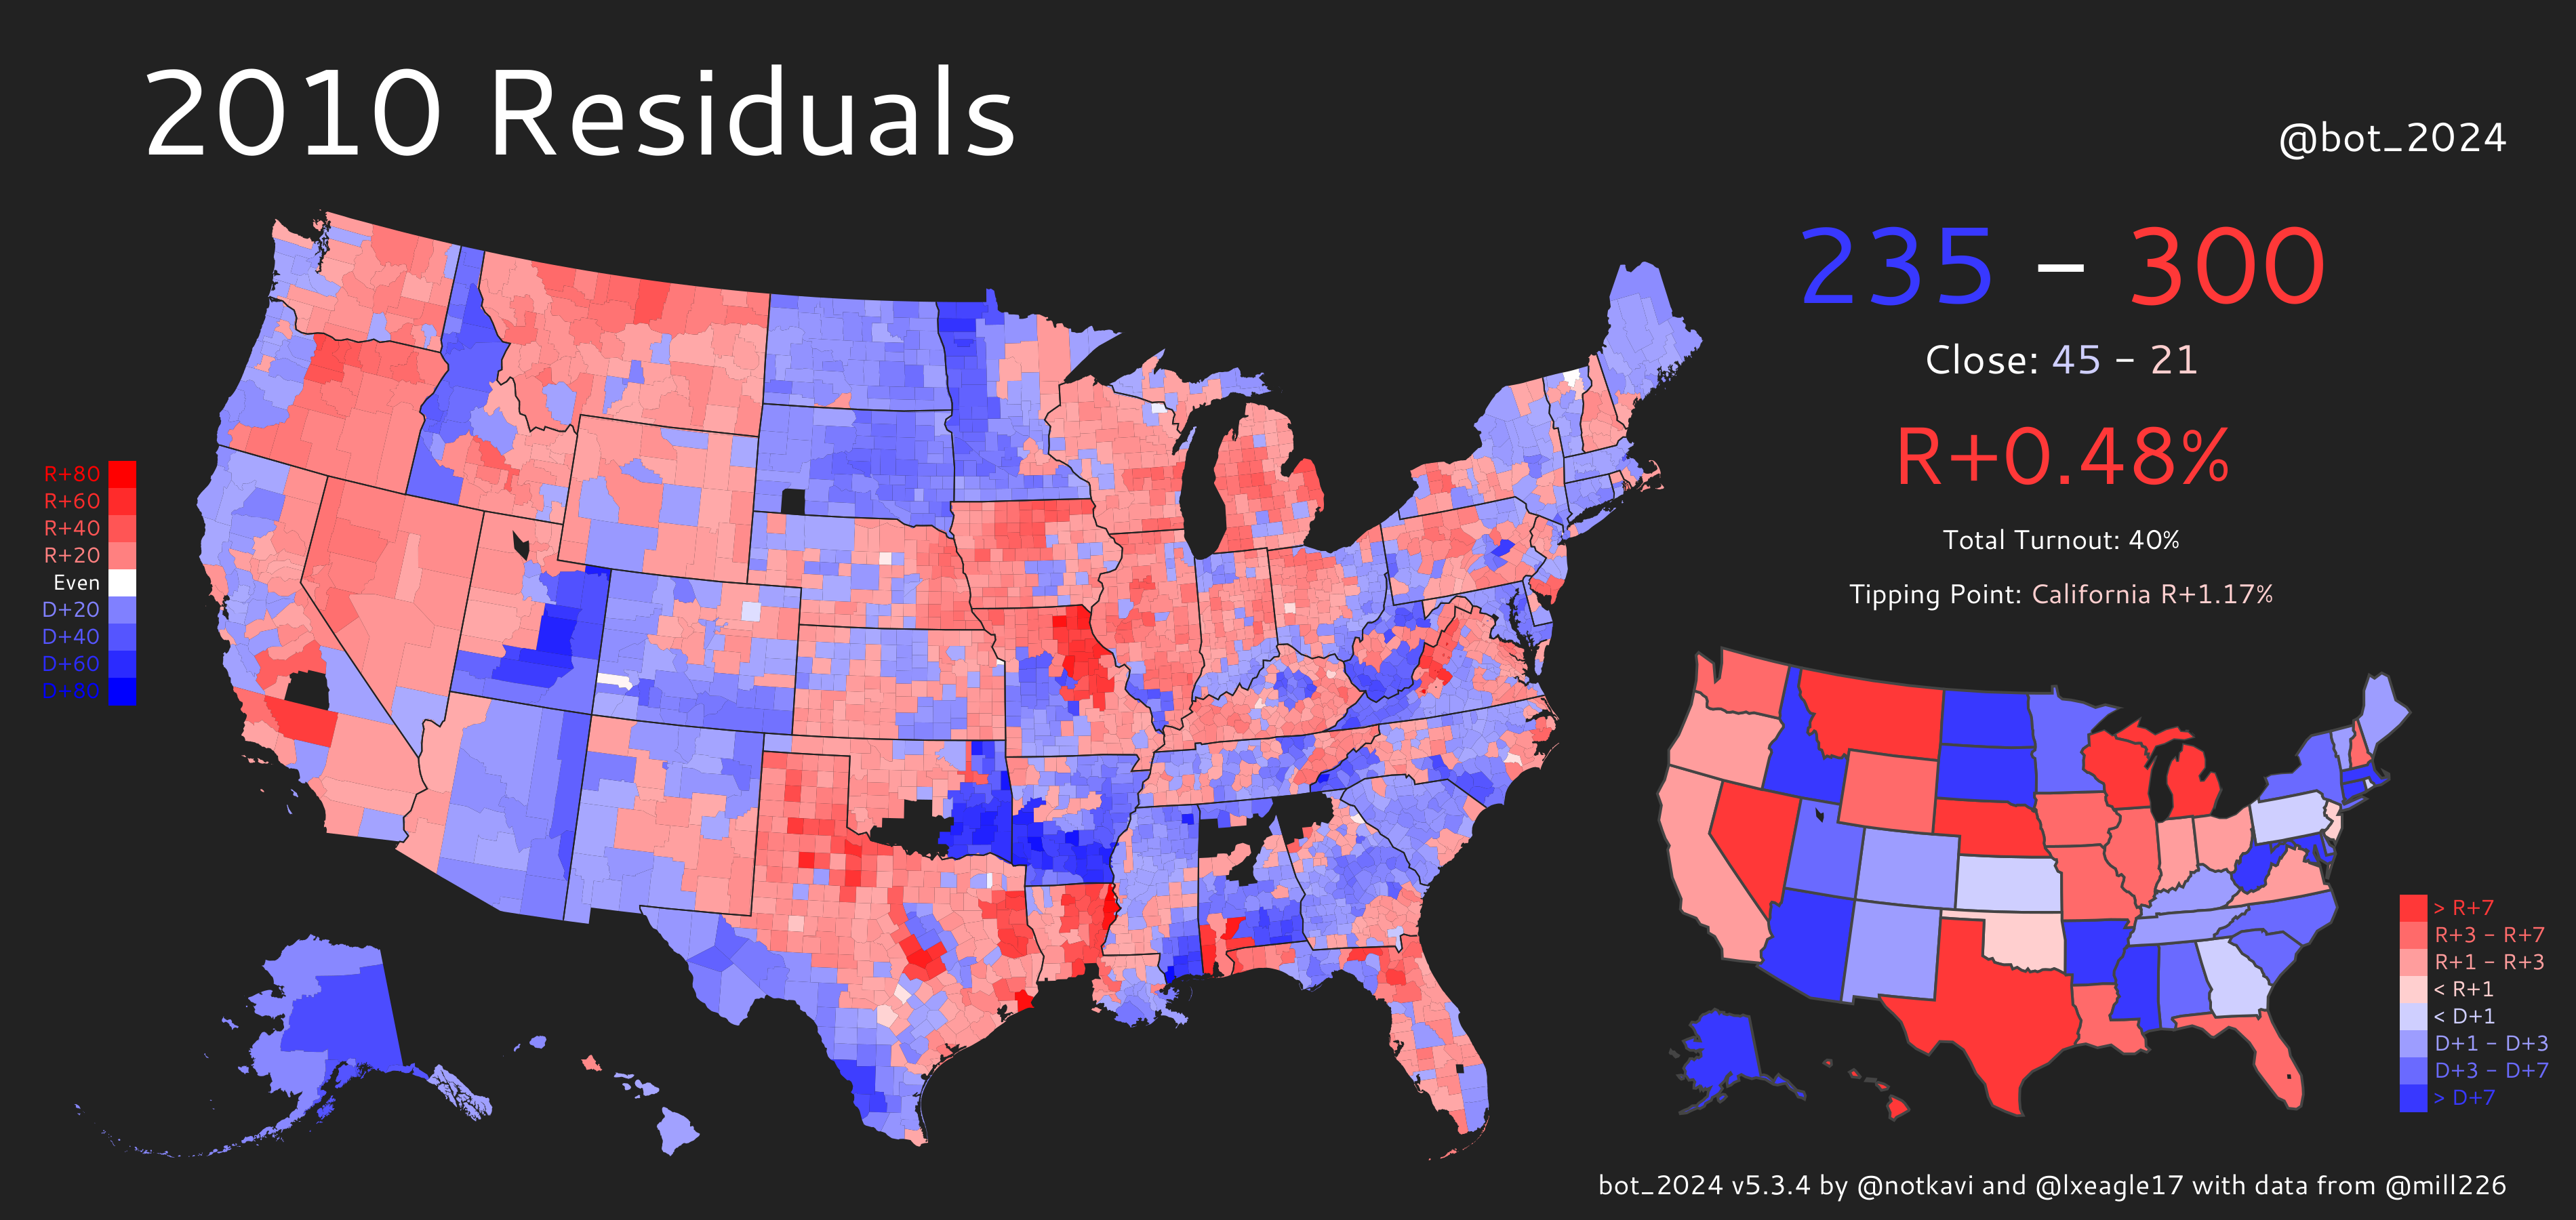 2010 Residuals
@bot_2024
235 – 300
Close: 45 – 21
R+0.48%
Total Turnout: 40%
Tipping Point: California R+1.17%
R+80
R+60
R+40
R+20
Even
D+20
D+40
D+60
D+80
> R+7
R+3 – R+7
R+1 – R+3
< R+1
< D+1
D+1 – D+3
D+3 – D+7
> D+7
bot_2024 v5.3.4 by @notkavi and @lxeagle17 with data from @mill226